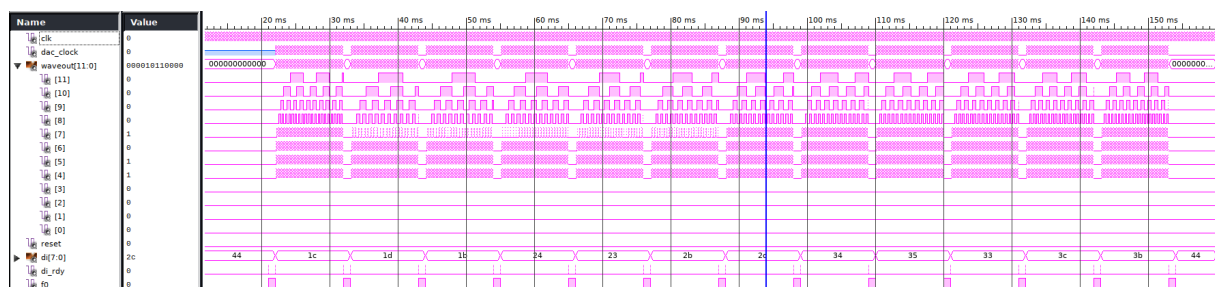 Name Value 20 ms 30 ms 40 ms 50 ms 60 ms 70 ms 80 ms 90 ms 100 ms 110 ms 120 ms 130 ms 140 ms 150 ms
clk 0
dac_clock 0
waveout[11:0] 000010110000 000000000000 0000000...
[11] 0
[10] 0
[9] 0
[8] 0
[7] 1
[6] 0
[5] 1
[4] 1
[3] 0
[2] 0
[1] 0
[0] 0
reset 0
di[7:0] 2c 44 1c 1d 1b 24 23 2b 2c 34 35 33 3c 3b 44
di_rdy 0
f0 0